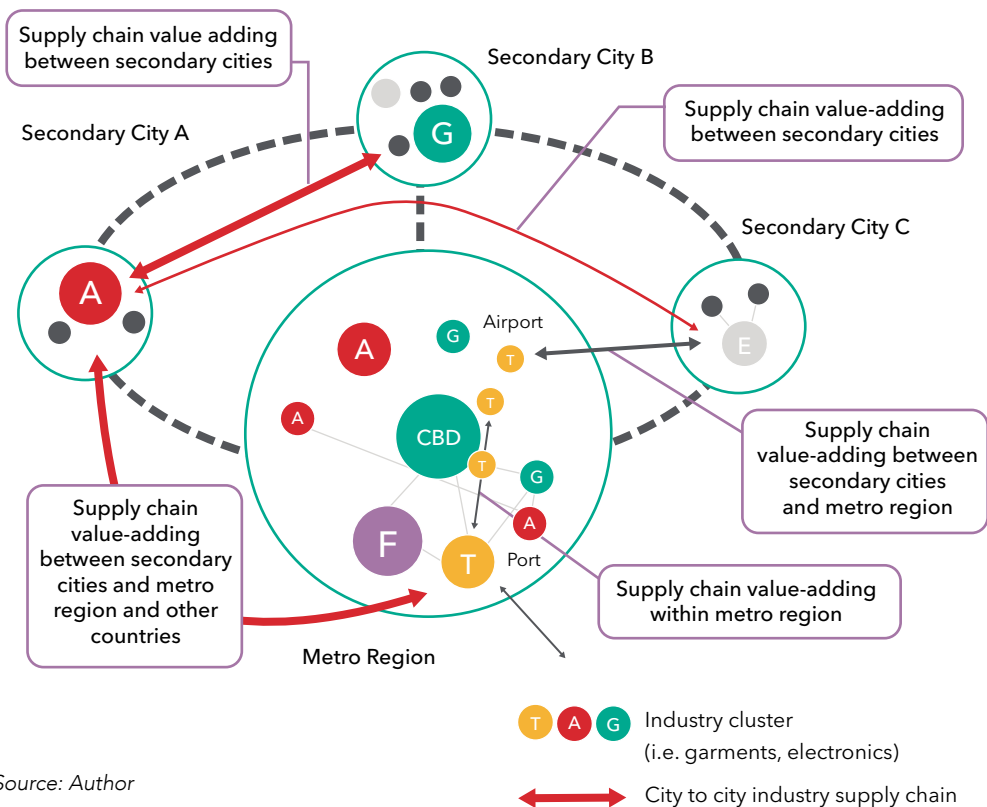 Supply chain value adding
between secondary cities
Secondary City B
Supply chain value-adding
between secondary cities
Secondary City A
G
Secondary City C
A
E
Airport
A
G
T
A
T
CBD
T
G
A
F
T
Port
Supply chain
value-adding between
secondary cities
and metro region
Supply chain
value-adding
between secondary
cities and metro
region and other
countries
Supply chain value-adding
within metro region
Metro Region
T A G
Industry cluster
(i.e. garments, electronics)
Source: Author
City to city industry supply chain